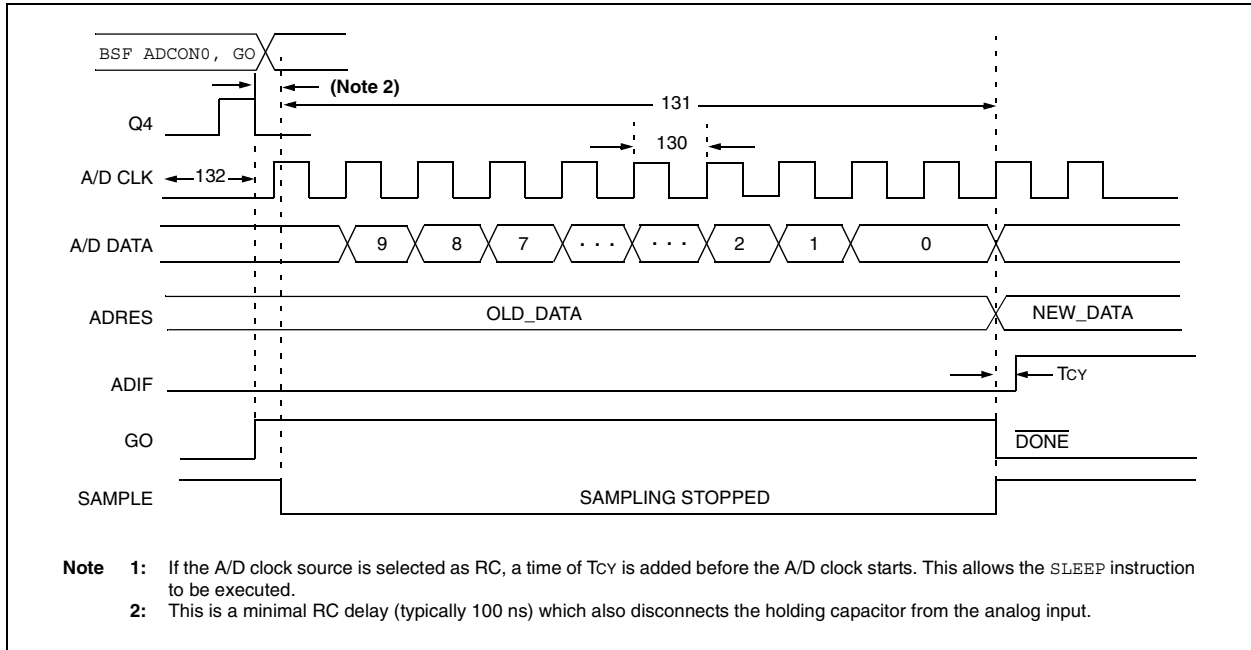 BSF ADCON0, GO
(Note 2)
131
Q4
130
A/D CLK
132
A/D DATA
9 8 7 · · · · · · 2 1 0
ADRES
OLD_DATA
NEW_DATA
ADIF
TCY
GO
DONE
SAMPLE
SAMPLING STOPPED
Note 1: If the A/D clock source is selected as RC, a time of TCY is added before the A/D clock starts. This allows the SLEEP instruction
to be executed.
2: This is a minimal RC delay (typically 100 ns) which also disconnects the holding capacitor from the analog input.